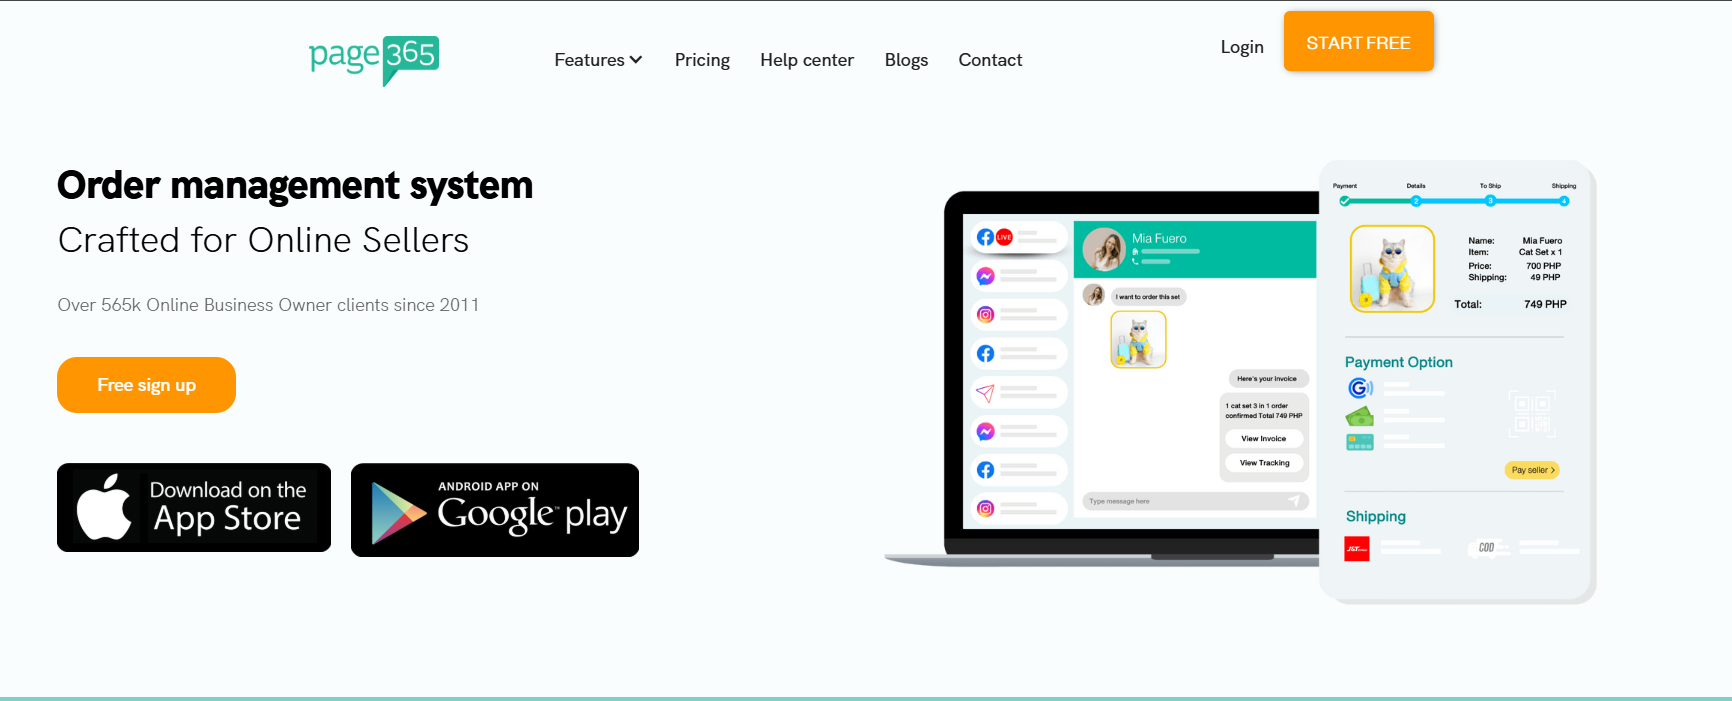 page365
Features
Pricing
Help center
Blogs
Contact
Login
START FREE
Order management system
Crafted for Online Sellers
Over 565k Online Business Owner clients since 2011
Free sign up
Download on the
App Store
ANDROID APP ON
Google play
LIVE
Mia Fuero
I want to order this set
Here's your invoice
1 cat set 3 in 1 order
confirmed Total 749 PHP
View Invoice
View Tracking
Type message here
Payment Details To Ship Shipping
2 3 4
Name: Mia Fuero
Item: Cat Set x 1
Price: 700 PHP
Shipping: 49 PHP
Total: 749 PHP
Payment Option
Pay seller >
Shipping
J&T
COD